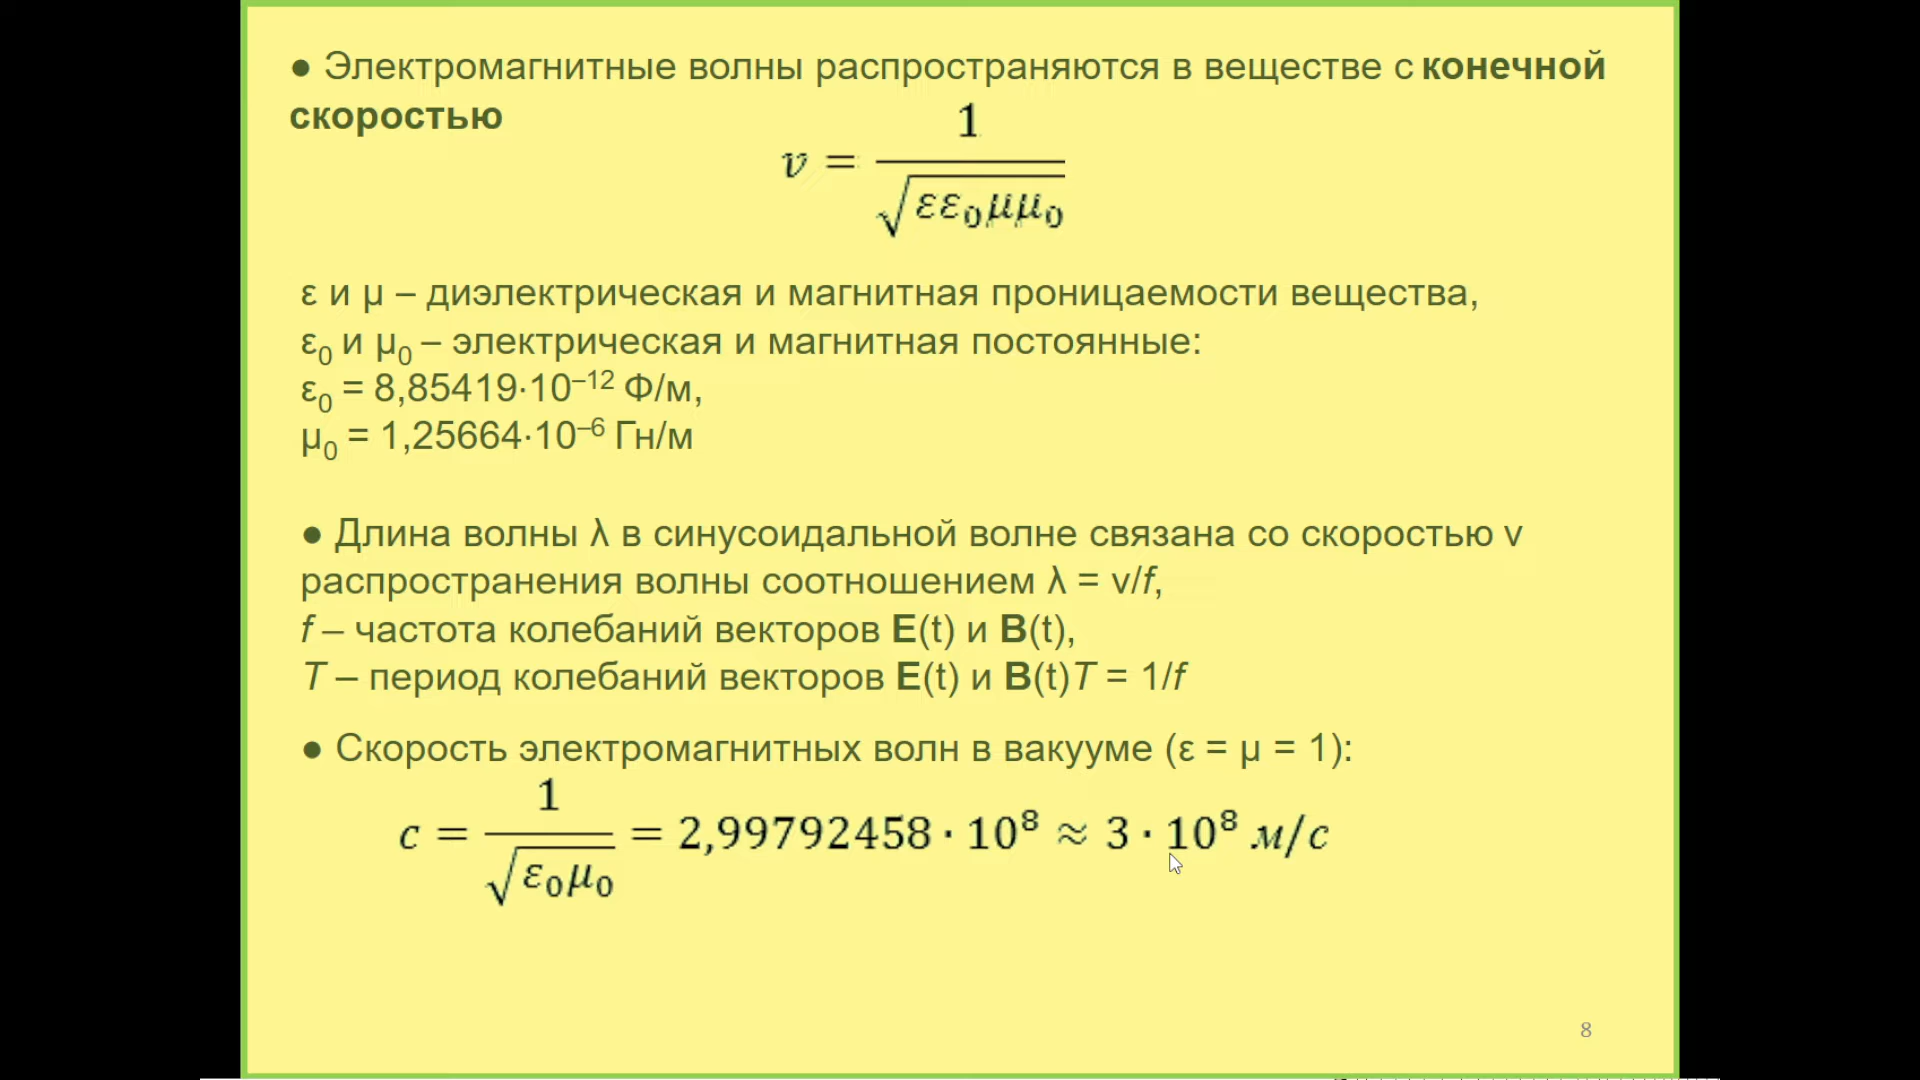 ● Электромагнитные волны распространяются в веществе с конечной
скоростью
v = 1/√(εε₀μμ₀)
ε и μ – диэлектрическая и магнитная проницаемости вещества,
ε₀ и μ₀ – электрическая и магнитная постоянные:
ε₀ = 8,85419·10⁻¹² Ф/м,
μ₀ = 1,25664·10⁻⁶ Гн/м
● Длина волны λ в синусоидальной волне связана со скоростью v
распространения волны соотношением λ = v/f,
f – частота колебаний векторов E(t) и B(t),
T – период колебаний векторов E(t) и B(t)T = 1/f
● Скорость электромагнитных волн в вакууме (ε = μ = 1):
c = 1/√(ε₀μ₀) = 2,99792458 · 10⁸ ≈ 3 · 10⁸ м/с
8